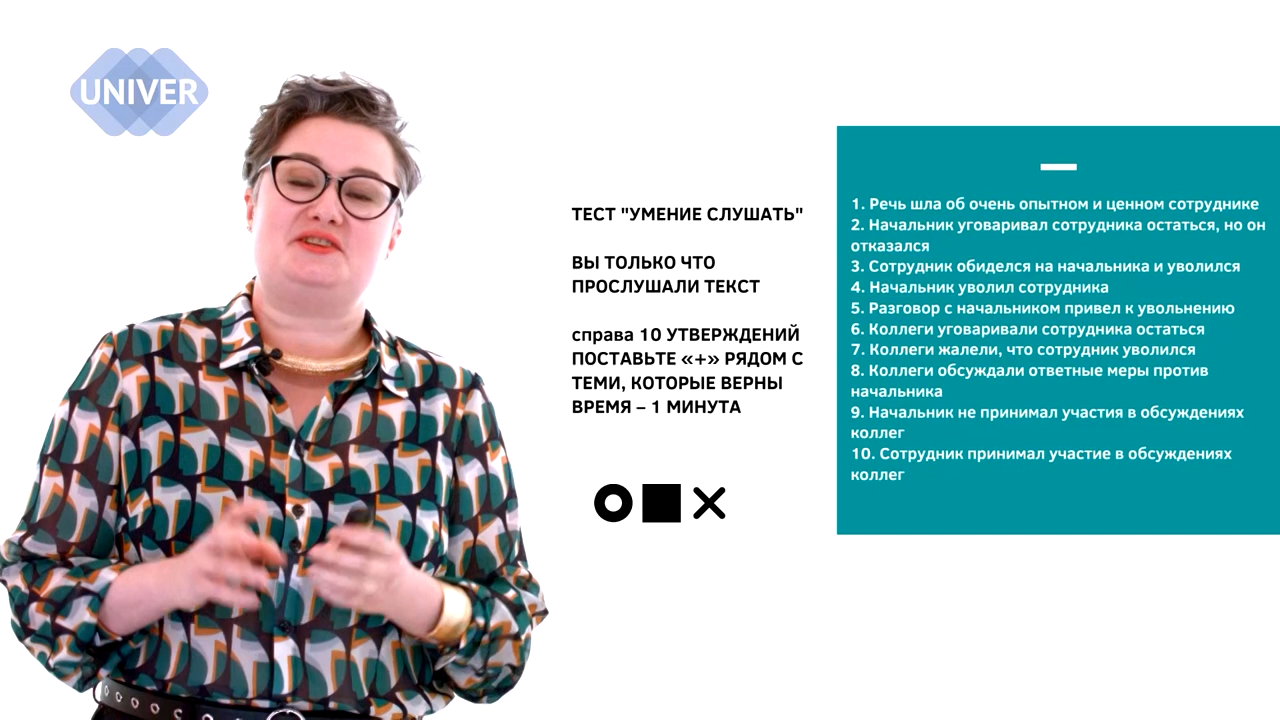 UNIVER
ТЕСТ "УМЕНИЕ СЛУШАТЬ"
ВЫ ТОЛЬКО ЧТО
ПРОСЛУШАЛИ ТЕКСТ
справа 10 УТВЕРЖДЕНИЙ
ПОСТАВЬТЕ «+» РЯДОМ С
ТЕМИ, КОТОРЫЕ ВЕРНЫ
ВРЕМЯ – 1 МИНУТА
1. Речь шла об очень опытном и ценном сотруднике
2. Начальник уговаривал сотрудника остаться, но он
отказался
3. Сотрудник обиделся на начальника и уволился
4. Начальник уволил сотрудника
5. Разговор с начальником привел к увольнению
6. Коллеги уговаривали сотрудника остаться
7. Коллеги жалели, что сотрудник уволился
8. Коллеги обсуждали ответные меры против
начальника
9. Начальник не принимал участия в обсуждениях
коллег
10. Сотрудник принимал участие в обсуждениях
коллег